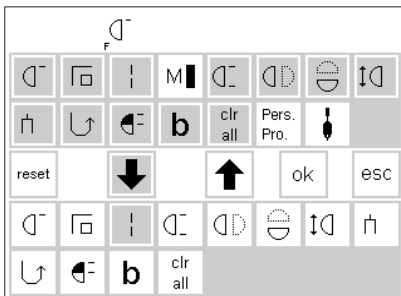 F
M
b clr all Pers. Pro.
reset ok esc
b clr all